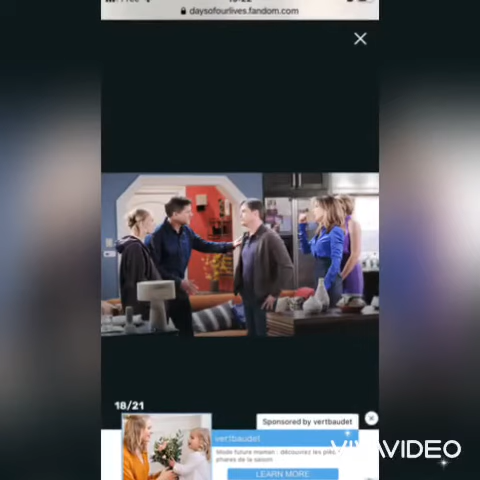 daysofourlives.fandom.com
18/21
Sponsored by vertbaudet
vertbaudet
Mode future maman : découvrez les
phares de la saison
LEARN MORE
VIVAVIDEO